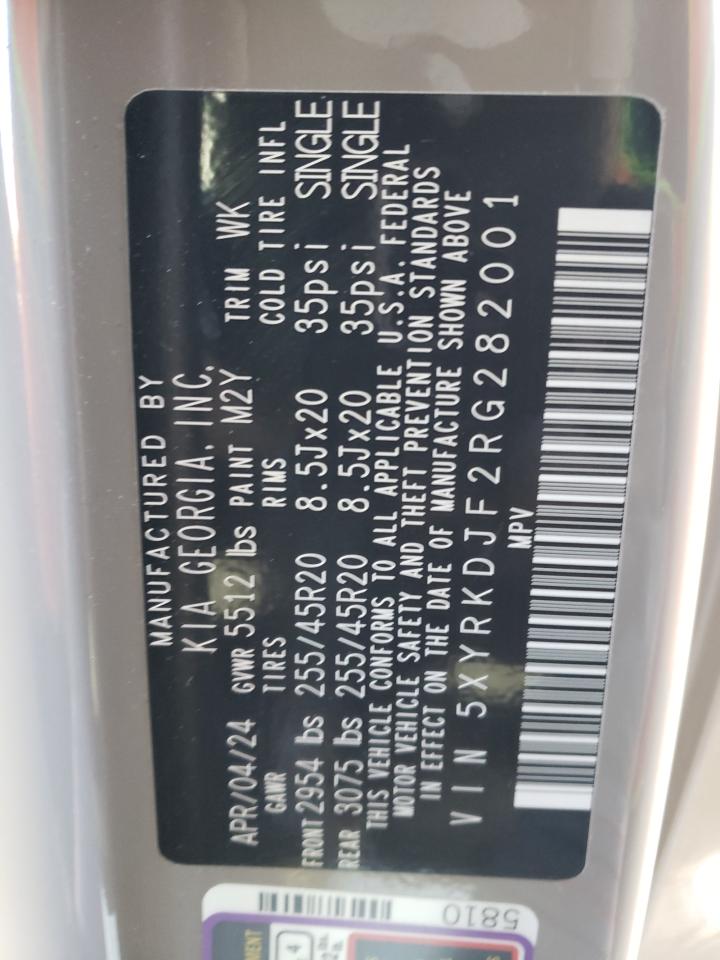 MANUFACTURED BY
KIA GEORGIA, INC.
APR/04/24 GVWR 5512 lbs PAINT M2Y TRIM WK
GAWR TIRES RIMS COLD TIRE INFL
FRONT 2954 lbs 255/45R20 8.5Jx20 35psi SINGLE
REAR 3075 lbs 255/45R20 8.5Jx20 35psi SINGLE
THIS VEHICLE CONFORMS TO ALL APPLICABLE U.S.A. FEDERAL
MOTOR VEHICLE SAFETY AND THEFT PREVENTION STANDARDS
IN EFFECT ON THE DATE OF MANUFACTURE SHOWN ABOVE
VIN 5XYRKDJF2RG282001
MPV
5810